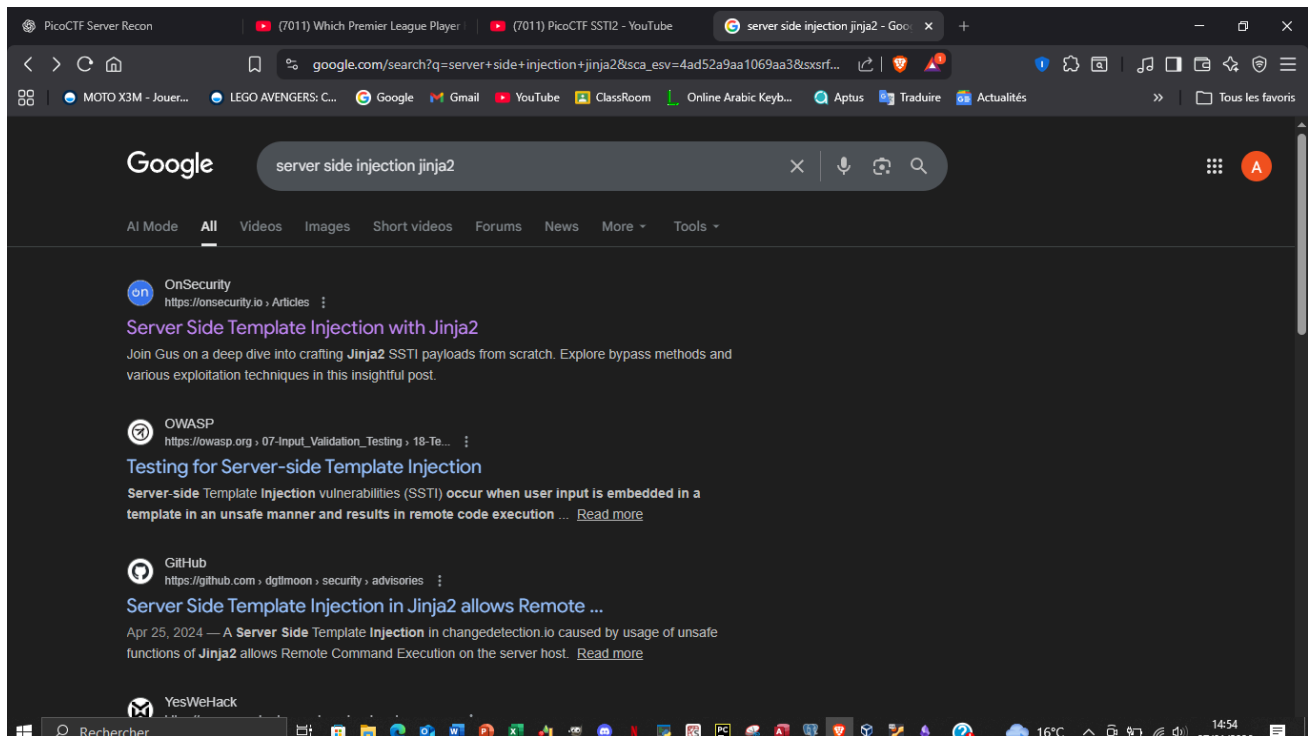 PicoCTF Server Recon
(7011) Which Premier League Player
(7011) PicoCTF SSTI2 - YouTube
server side injection jinja2 - Goo
google.com/search?q=server+side+injection+jinja2&sca_esv=4ad52a9aa1069aa3&sxsrf...
MOTO X3M - Jouer...
LEGO AVENGERS: C...
Google
Gmail
YouTube
ClassRoom
Online Arabic Keyb...
Aptus
Traduire
Actualités
Tous les favoris
Google
server side injection jinja2
A
AI Mode
All
Videos
Images
Short videos
Forums
News
More
Tools
on
OnSecurity
https://onsecurity.io › Articles
Server Side Template Injection with Jinja2
Join Gus on a deep dive into crafting Jinja2 SSTI payloads from scratch. Explore bypass methods and
various exploitation techniques in this insightful post.
OWASP
https://owasp.org › 07-Input_Validation_Testing › 18-Te...
Testing for Server-side Template Injection
Server-side Template Injection vulnerabilities (SSTI) occur when user input is embedded in a
template in an unsafe manner and results in remote code execution ... Read more
GitHub
https://github.com › dgtlmoon › security › advisories
Server Side Template Injection in Jinja2 allows Remote ...
Apr 25, 2024 — A Server Side Template Injection in changedetection.io caused by usage of unsafe
functions of Jinja2 allows Remote Command Execution on the server host. Read more
YesWeHack
Rechercher
16°C
14:54